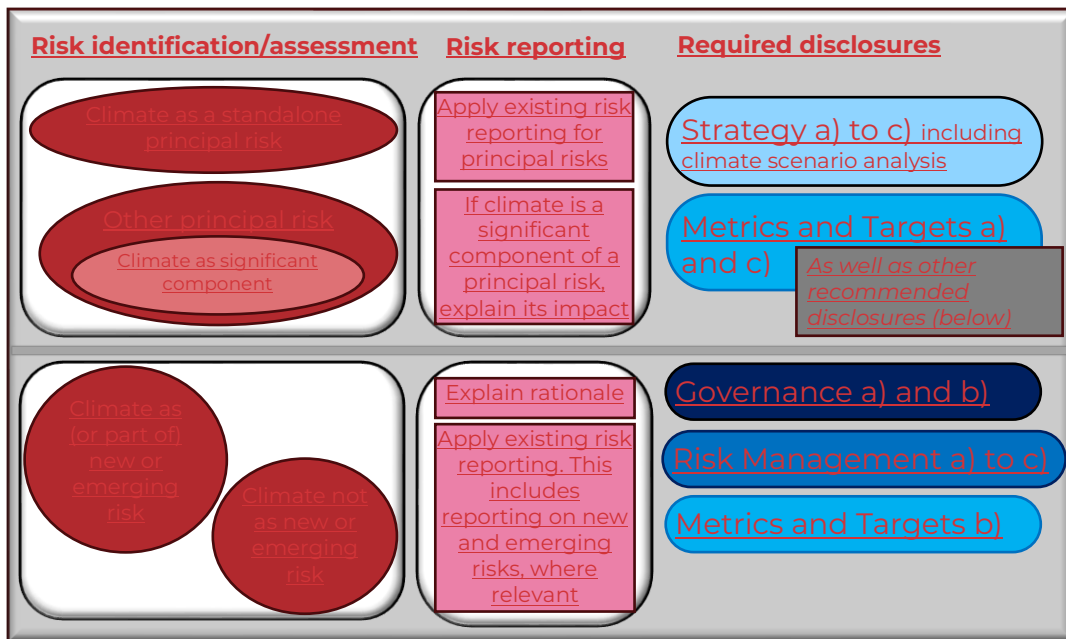 Risk identification/assessment
Risk reporting
Required disclosures
Climate as a standalone
principal risk
Other principal risk
Climate as significant
component
Apply existing risk
reporting for
principal risks
If climate is a
significant
component of a
principal risk,
explain its impact
Strategy a) to c) including
climate scenario analysis
Metrics and Targets a)
and c)
As well as other
recommended
disclosures (below)
Climate as
(or part of)
new or
emerging
risk
Climate not
as new or
emerging
risk
Explain rationale
Apply existing risk
reporting. This
includes
reporting on new
and emerging
risks, where
relevant
Governance a) and b)
Risk Management a) to c)
Metrics and Targets b)